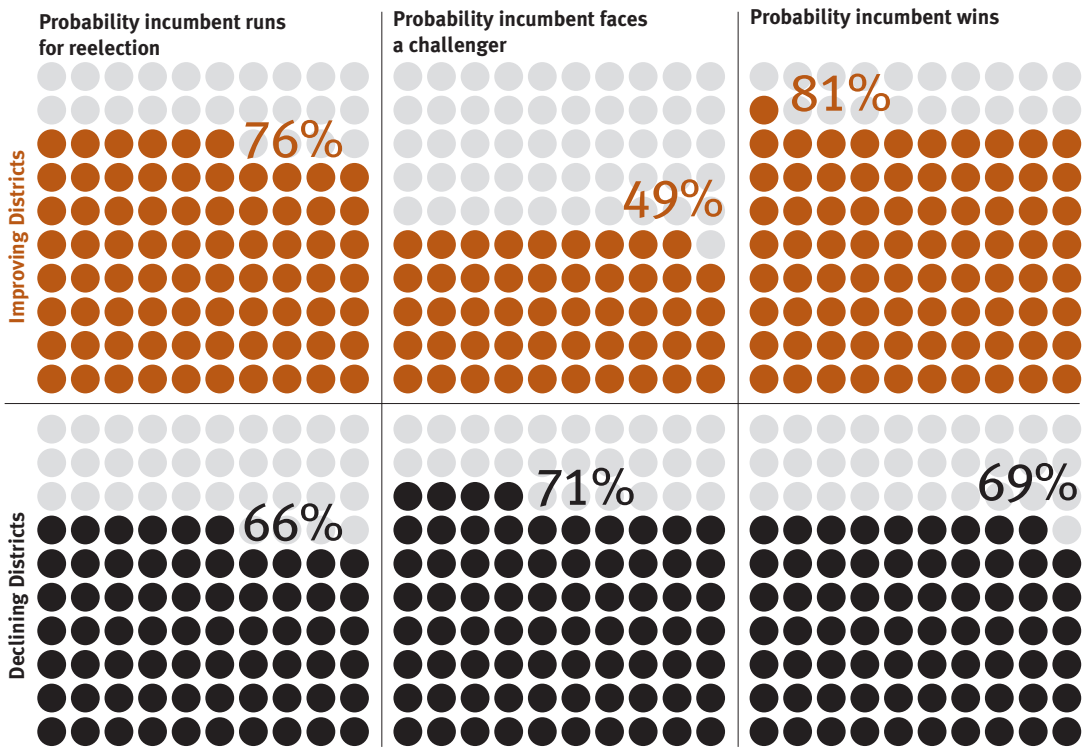 Probability incumbent runs
for reelection
Probability incumbent faces
a challenger
Probability incumbent wins
Improving Districts
76%
49%
81%
Declining Districts
66%
71%
69%